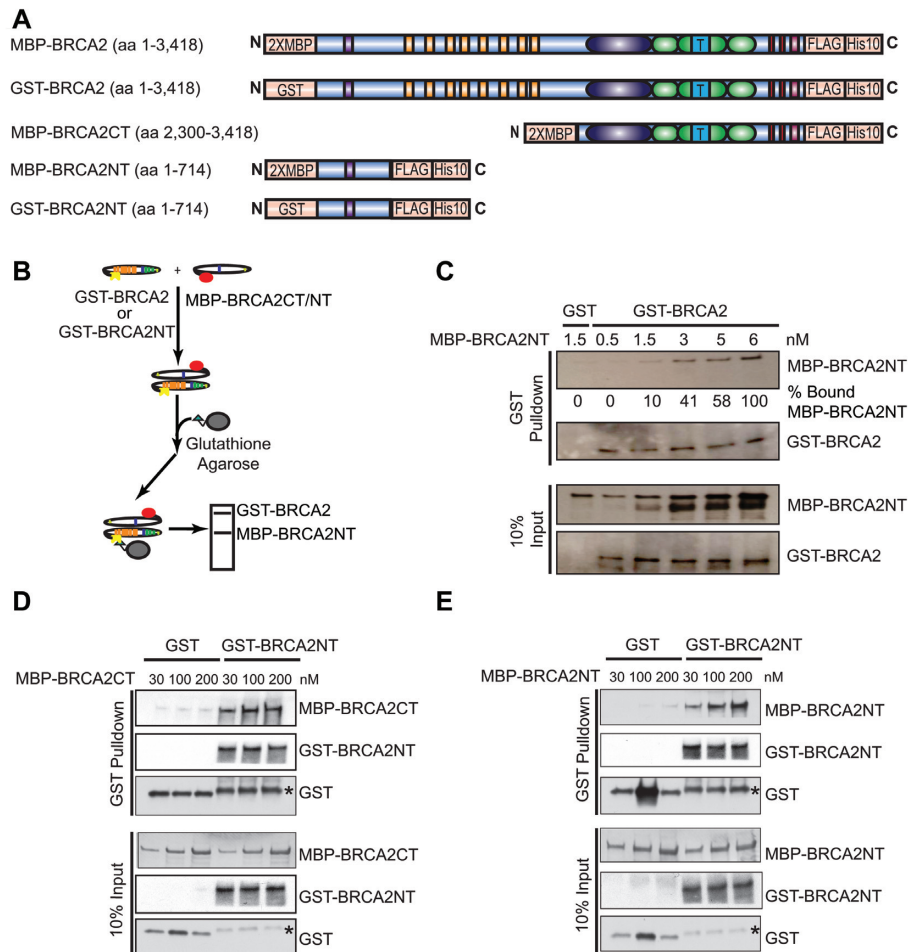 A
MBP-BRCA2 (aa 1-3,418) N 2XMBP T FLAG His10 C
GST-BRCA2 (aa 1-3,418) N GST T FLAG His10 C
MBP-BRCA2CT (aa 2,300-3,418) N 2XMBP T FLAG His10 C
MBP-BRCA2NT (aa 1-714) N 2XMBP FLAG His10 C
GST-BRCA2NT (aa 1-714) N GST FLAG His10 C
B
+
GST-BRCA2 or GST-BRCA2NT
MBP-BRCA2CT/NT
Glutathione
Agarose
GST-BRCA2
MBP-BRCA2NT
C
GST GST-BRCA2
MBP-BRCA2NT 1.5 0.5 1.5 3 5 6 nM
GST Pulldown
MBP-BRCA2NT
0 0 10 41 58 100 % Bound MBP-BRCA2NT
GST-BRCA2
10% Input
MBP-BRCA2NT
GST-BRCA2
D
GST GST-BRCA2NT
MBP-BRCA2CT 30 100 200 30 100 200 nM
GST Pulldown
MBP-BRCA2CT
GST-BRCA2NT
* GST
10% Input
MBP-BRCA2CT
GST-BRCA2NT
* GST
E
GST GST-BRCA2NT
MBP-BRCA2NT 30 100 200 30 100 200 nM
GST Pulldown
MBP-BRCA2NT
GST-BRCA2NT
* GST
10% Input
MBP-BRCA2NT
GST-BRCA2NT
* GST